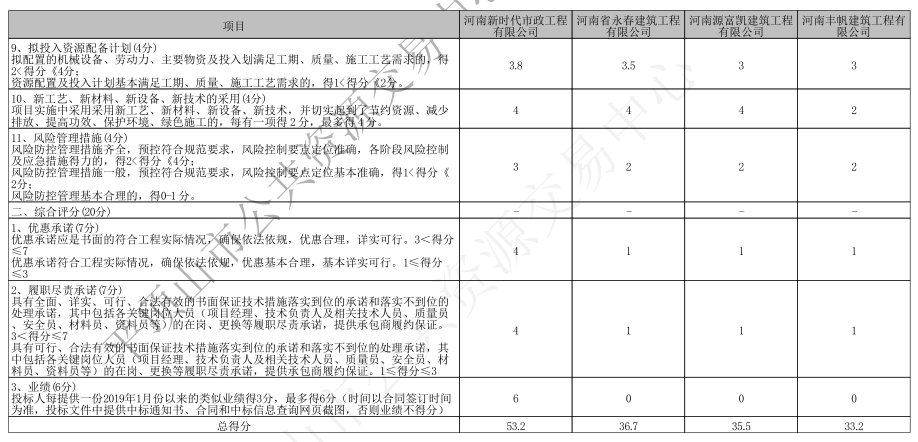 项目 河南新时代市政工程有限公司 河南省永春建筑工程有限公司 河南源富凯建筑工程有限公司 河南丰帆建筑工程有限公司
9、拟投入资源配备计划(4分)
拟配置的机械设备、劳动力、主要物资及投入划满足工期、质量、施工工艺需求的，得
2<得分《4分；
资源配置及投入计划基本满足工期、质量、施工工艺需求的，得1<得分《2分。
3.8 3.5 3 3
10、新工艺、新材料、新设备、新技术的采用(4分)
项目实施中采用采用新工艺、新材料、新设备、新技术，并切实起到了节约资源、减少
排放、提高功效、保护环境、绿色施工的，每有一项得2分，最多得4分。
4 4 4 2
11、风险管理措施(4分)
风险防控管理措施齐全，预控符合规范要求，风险控制要点定位准确，各阶段风险控制
及应急措施得力的，得2<得分《4分；
风险防控管理措施一般，预控符合规范要求，风险控制要点定位基本准确，得1<得分《
2分；
风险防控管理基本合理的，得0-1分。
3 2 2 2
二、综合评分(20分) – – – –
1、优惠承诺(7分)
优惠承诺应是书面的符合工程实际情况，确保依法依规，优惠合理，详实可行。3＜得分
≤7
优惠承诺符合工程实际情况，确保依法依规，优惠基本合理，基本详实可行。1≤得分
≤3
4 1 1 1
2、履职尽责承诺(7分)
具有全面、详实、可行、合法有效的书面保证技术措施落实到位的承诺和落实不到位的
处理承诺，其中包括各关键岗位人员（项目经理、技术负责人及相关技术人员、质量员
、安全员、材料员、资料员等）的在岗、更换等履职尽责承诺，提供承包商履约保证。
3＜得分≤7
具有可行、合法有效的书面保证技术措施落实到位的承诺和落实不到位的处理承诺，其
中包括各关键岗位人员（项目经理、技术负责人及相关技术人员、质量员、安全员、材
料员、资料员等）的在岗、更换等履职尽责承诺，提供承包商履约保证。1≤得分≤3
4 1 1 1
3、业绩(6分)
投标人每提供一份2019年1月份以来的类似业绩得3分，最多得6分（时间以合同签订时间
为准，投标文件中提供中标通知书、合同和中标信息查询网页截图，否则业绩不得分）
6 0 0 0
总得分 53.2 36.7 35.5 33.2
平顶山市公共资源交易中心